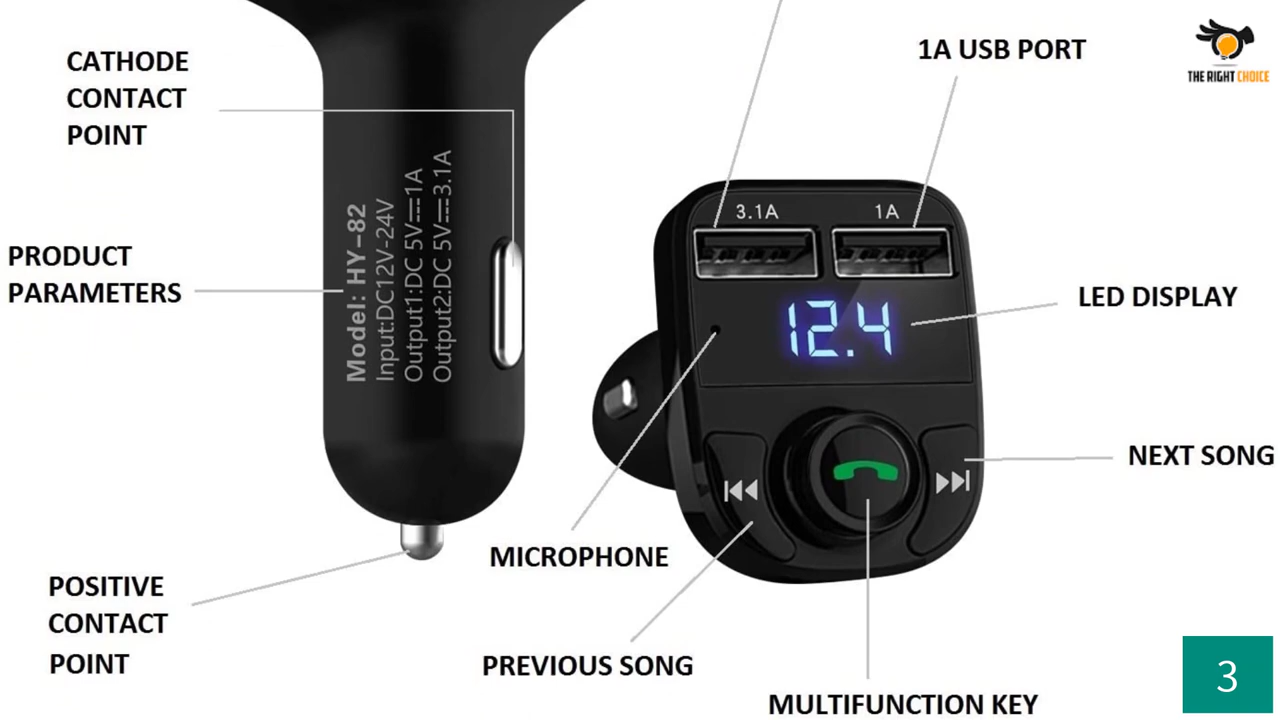 CATHODE
CONTACT
POINT
1A USB PORT
THE RIGHT CHOICE
PRODUCT
PARAMETERS
Model: HY-82
Input:DC12V-24V
Output1:DC 5V⎓1A
Output2:DC 5V⎓3.1A
3.1A
1A
12.4
LED DISPLAY
NEXT SONG
MICROPHONE
POSITIVE
CONTACT
POINT
PREVIOUS SONG
MULTIFUNCTION KEY
3